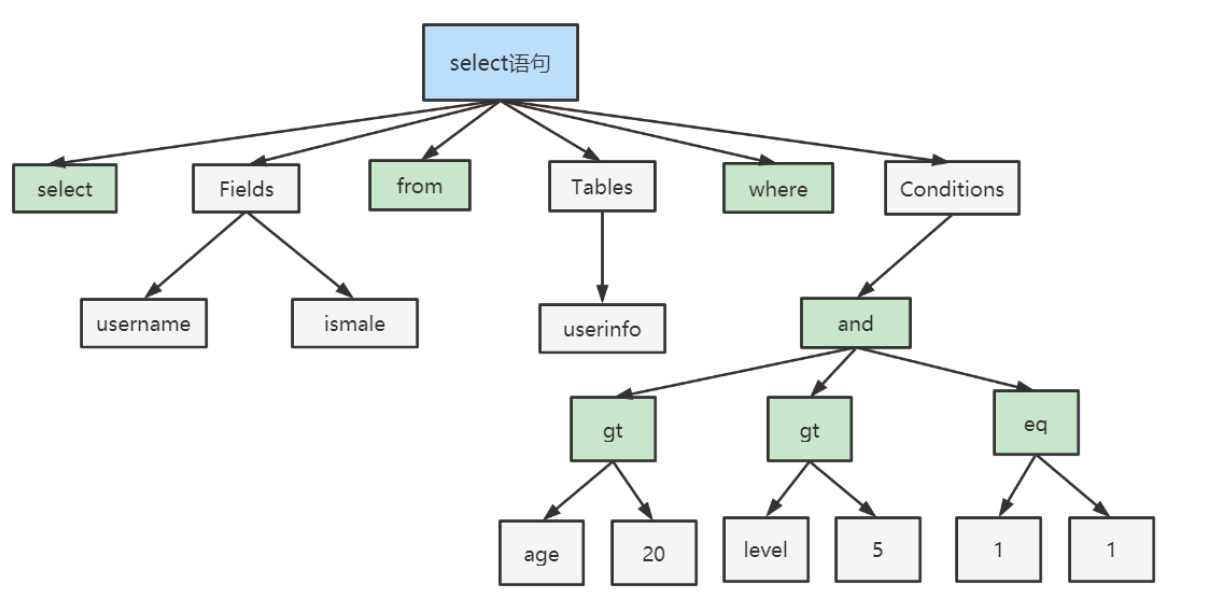 select语句
select
Fields
from
Tables
where
Conditions
username
ismale
userinfo
and
gt
gt
eq
age
20
level
5
1
1